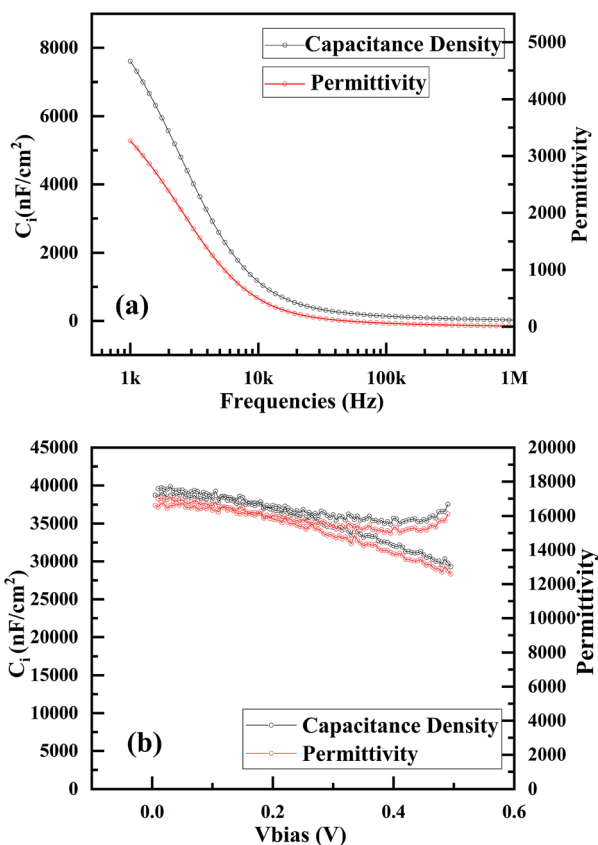 8000
6000
4000
2000
0
C_i(nF/cm²)
5000
4000
3000
2000
1000
0
Permittivity
Capacitance Density
Permittivity
(a)
1k
10k
100k
1M
Frequencies (Hz)
45000
40000
35000
30000
25000
20000
15000
10000
5000
0
C_i (nF/cm²)
20000
18000
16000
14000
12000
10000
8000
6000
4000
2000
0
Permittivity
(b)
Capacitance Density
Permittivity
0.0
0.2
0.4
0.6
Vbias (V)